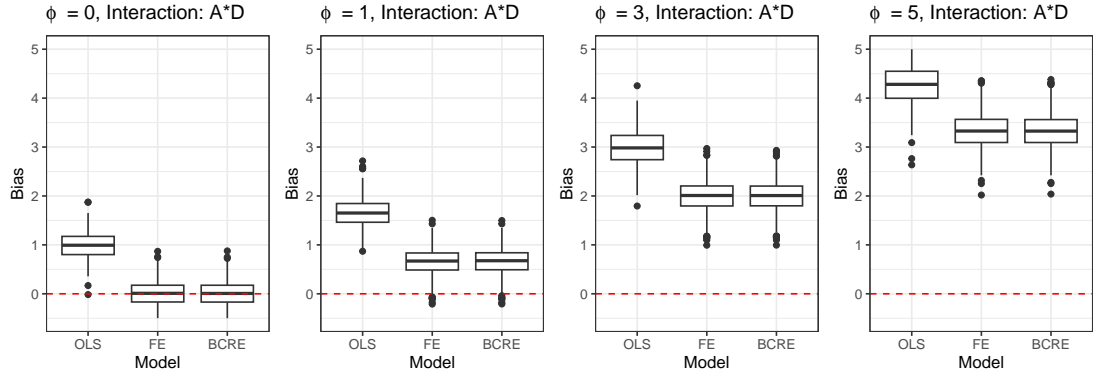 ϕ = 0, Interaction: A*D
5
4
3
2
1
0
Bias
OLS FE BCRE
Model
ϕ = 1, Interaction: A*D
5
4
3
2
1
0
Bias
OLS FE BCRE
Model
ϕ = 3, Interaction: A*D
5
4
3
2
1
0
Bias
OLS FE BCRE
Model
ϕ = 5, Interaction: A*D
5
4
3
2
1
0
Bias
OLS FE BCRE
Model